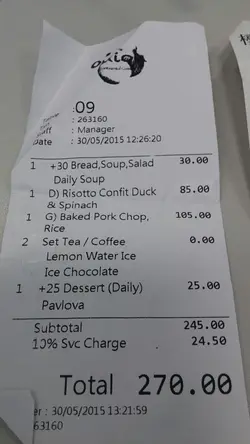 :09
: 263160
: Manager
Date : 30/05/2015 12:26:20
1 +30 Bread,Soup,Salad 30.00
Daily Soup
1 D) Risotto Confit Duck 85.00
& Spinach
1 G) Baked Pork Chop, 105.00
Rice
2 Set Tea / Coffee 0.00
Lemon Water Ice
Ice Chocolate
1 +25 Dessert (Daily) 25.00
Pavlova
Subtotal 245.00
10% Svc Charge 24.50
Total 270.00
: 30/05/2015 13:21:59
63160